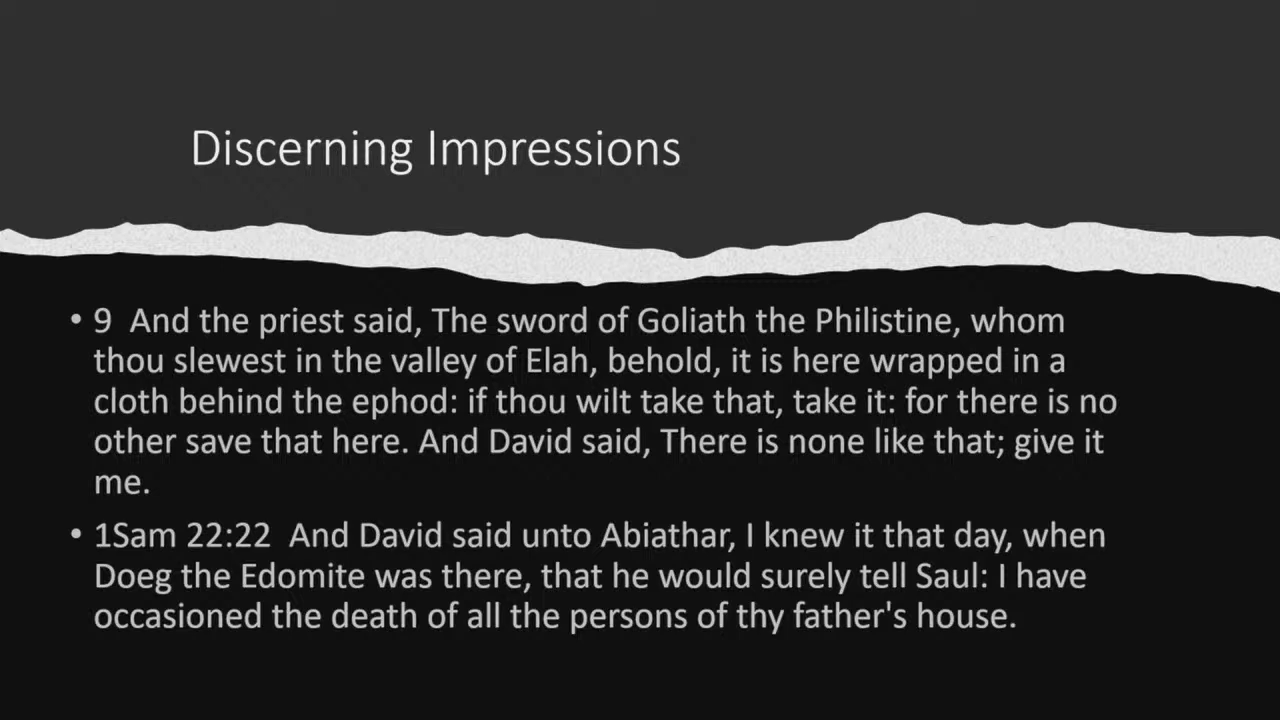 Discerning Impressions
• 9  And the priest said, The sword of Goliath the Philistine, whom
thou slewest in the valley of Elah, behold, it is here wrapped in a
cloth behind the ephod: if thou wilt take that, take it: for there is no
other save that here. And David said, There is none like that; give it
me.
• 1Sam 22:22  And David said unto Abiathar, I knew it that day, when
Doeg the Edomite was there, that he would surely tell Saul: I have
occasioned the death of all the persons of thy father's house.